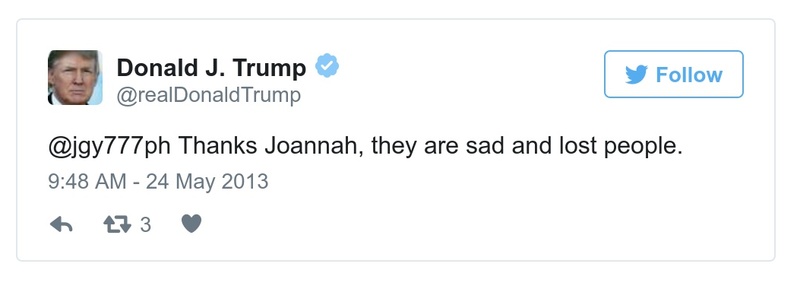 Donald J. Trump
@realDonaldTrump
Follow
@jgy777ph Thanks Joannah, they are sad and lost people.
9:48 AM - 24 May 2013
3